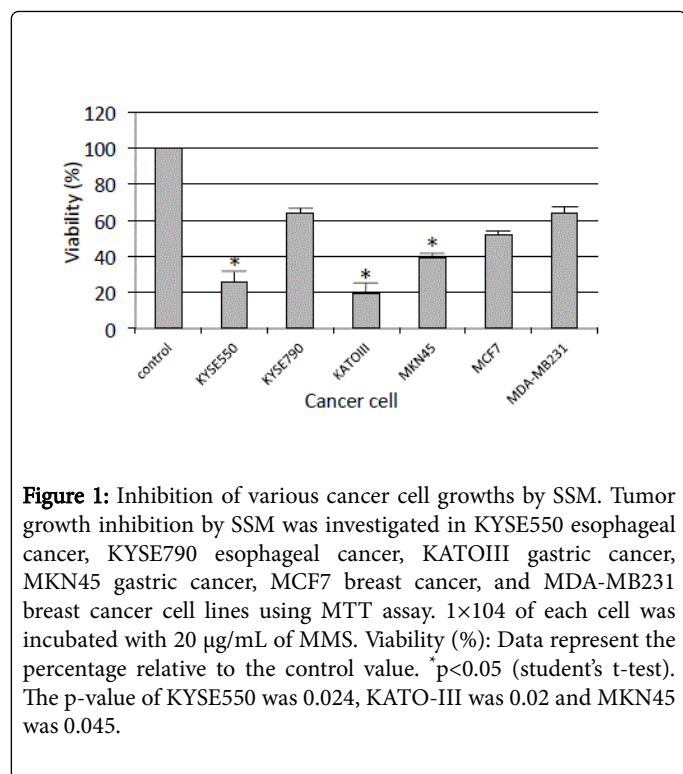 120
100
80
60
40
20
0
Viability (%)
*
*
*
control
KYSE550
KYSE790
KATOIII
MKN45
MCF7
MDA-MB231
Cancer cell
Figure 1: Inhibition of various cancer cell growths by SSM. Tumor
growth inhibition by SSM was investigated in KYSE550 esophageal
cancer, KYSE790 esophageal cancer, KATOIII gastric cancer,
MKN45 gastric cancer, MCF7 breast cancer, and MDA-MB231
breast cancer cell lines using MTT assay. 1×104 of each cell was
incubated with 20 μg/mL of MMS. Viability (%): Data represent the
percentage relative to the control value. *p<0.05 (student's t-test).
The p-value of KYSE550 was 0.024, KATO-III was 0.02 and MKN45
was 0.045.